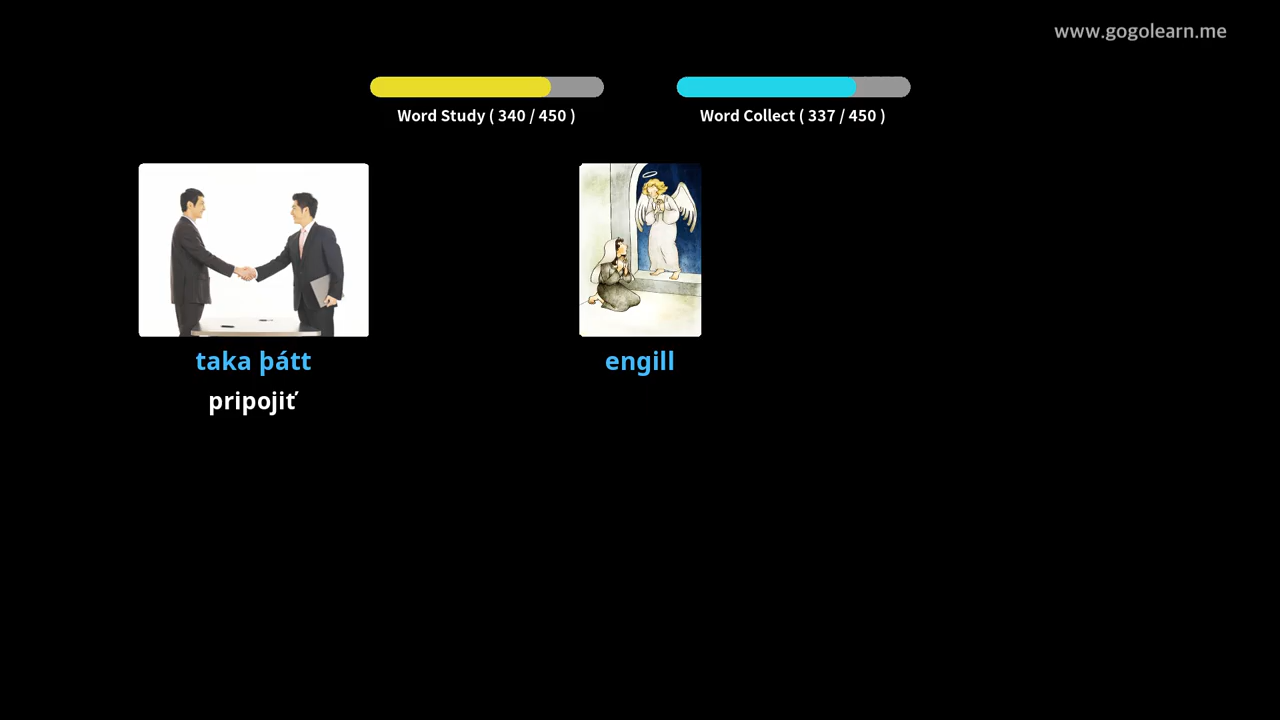 www.gogolearn.me
Word Study ( 340 / 450 )
Word Collect ( 337 / 450 )
taka þátt
engill
pripojiť